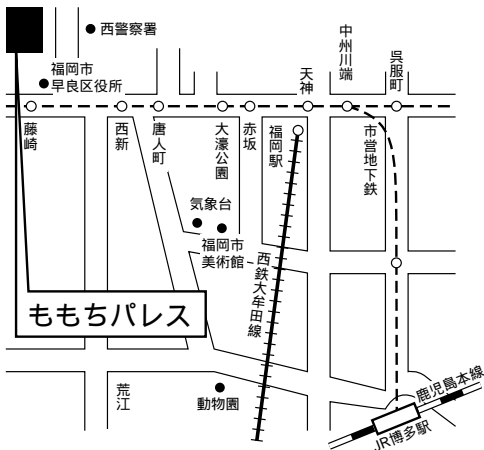 西警察署
福岡市
早良区役所
中州川端
呉服町
天神
藤崎
西新
唐人町
大濠公園
赤坂
福岡駅
市営地下鉄
気象台
福岡市
美術館
西鉄大牟田線
ももちパレス
荒江
動物園
鹿児島本線
JR博多駅